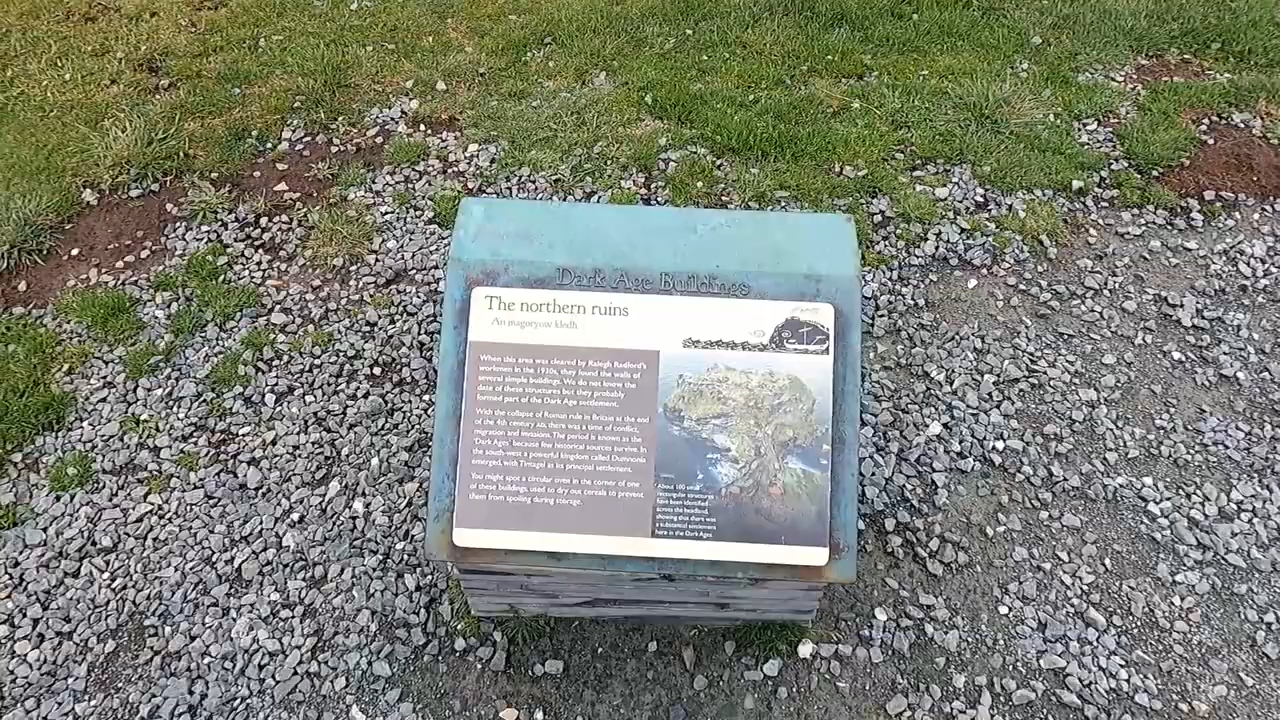 Dark Age Buildings
The northern ruins
An magoryow kledh
When this area was cleared by Ralegh Radford's
workmen in the 1930s, they found the walls of
several simple buildings. We do not know the
date of these structures but they probably
formed part of the Dark Age settlement.
With the collapse of Roman rule in Britain at the end
of the 4th century AD, there was a time of conflict,
migration and invasions. The period is known as the
'Dark Ages' because few historical sources survive. In
the south-west a powerful kingdom called Dumnonia
emerged, with Tintagel as its principal settlement.
You might spot a circular oven in the corner of one
of these buildings, used to dry out cereals to prevent
them from spoiling during storage.
About 100 small
rectangular structures
have been identified
across the headland,
showing that there was
a substantial settlement
here in the Dark Ages.